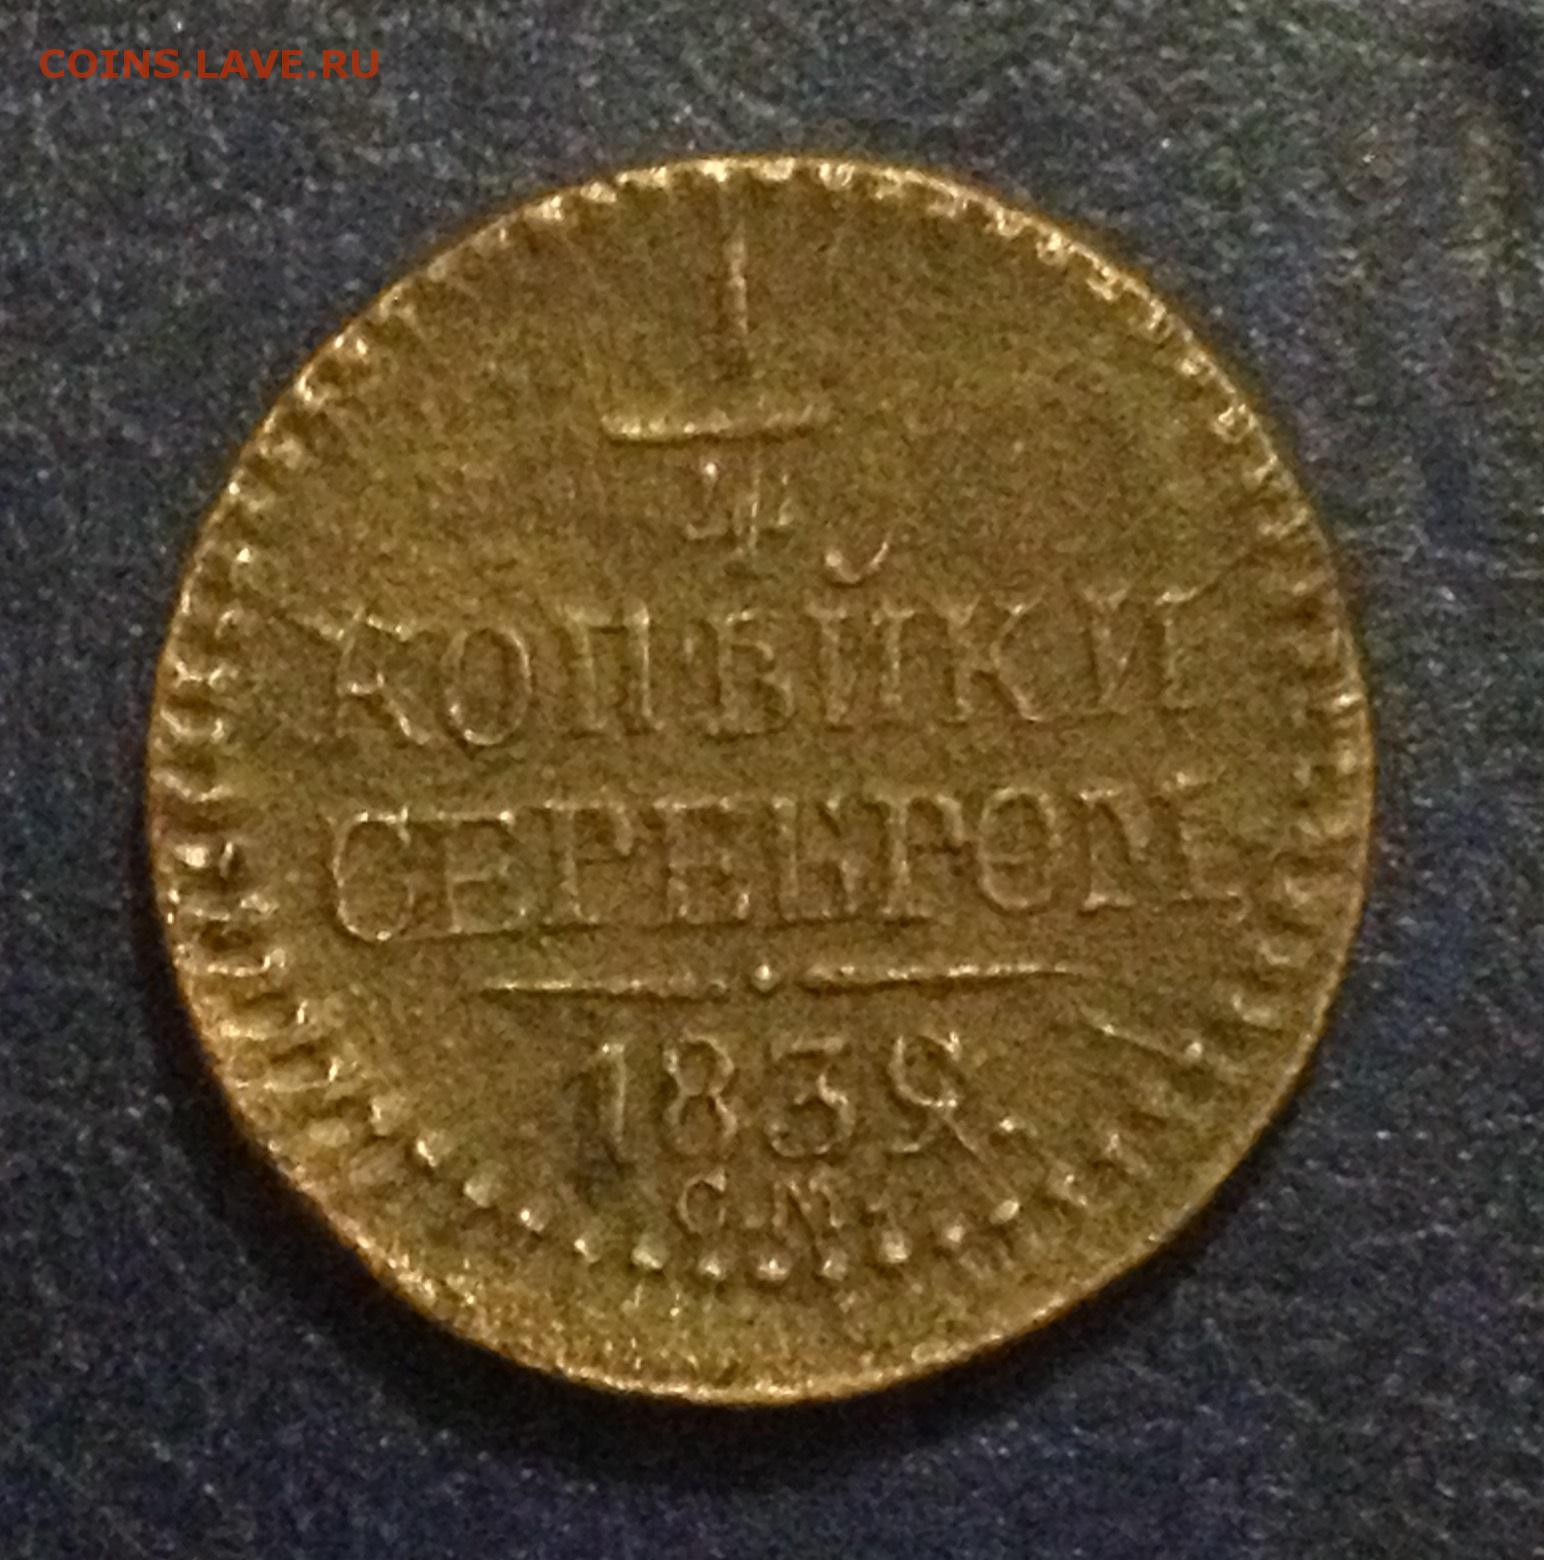 COINS.LAVE.RU
1
4
КОПѢЙКИ
СЕРЕБРОМЪ
1839
С.М.